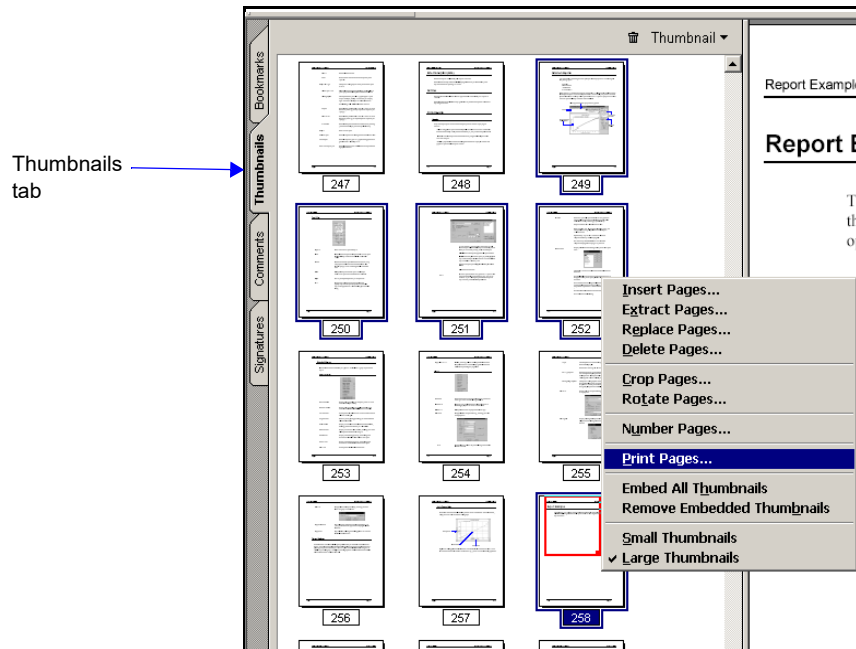 Thumbnail
Bookmarks
Thumbnails
Comments
Signatures
Thumbnails
tab
247
248
249
250
251
252
253
254
255
256
257
258
Report Example
Report E
Insert Pages...
Extract Pages...
Replace Pages...
Delete Pages...
Crop Pages...
Rotate Pages...
Number Pages...
Print Pages...
Embed All Thumbnails
Remove Embedded Thumbnails
Small Thumbnails
Large Thumbnails